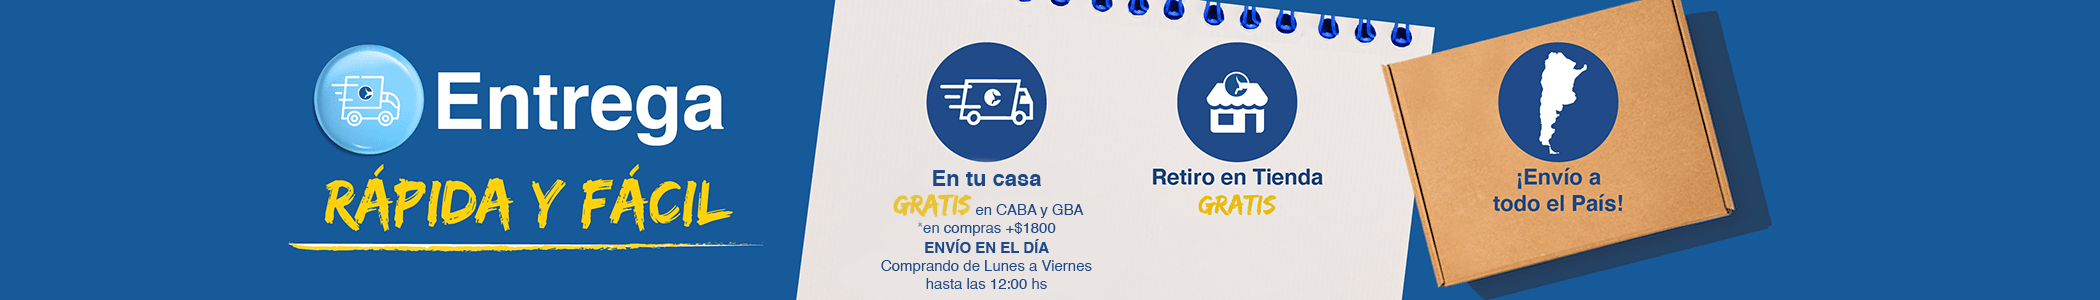 Entrega
RÁPIDA Y FÁCIL
En tu casa
GRATIS en CABA y GBA
*en compras +$1800
ENVÍO EN EL DÍA
Comprando de Lunes a Viernes
hasta las 12:00 hs
Retiro en Tienda
GRATIS
¡Envío a
todo el País!